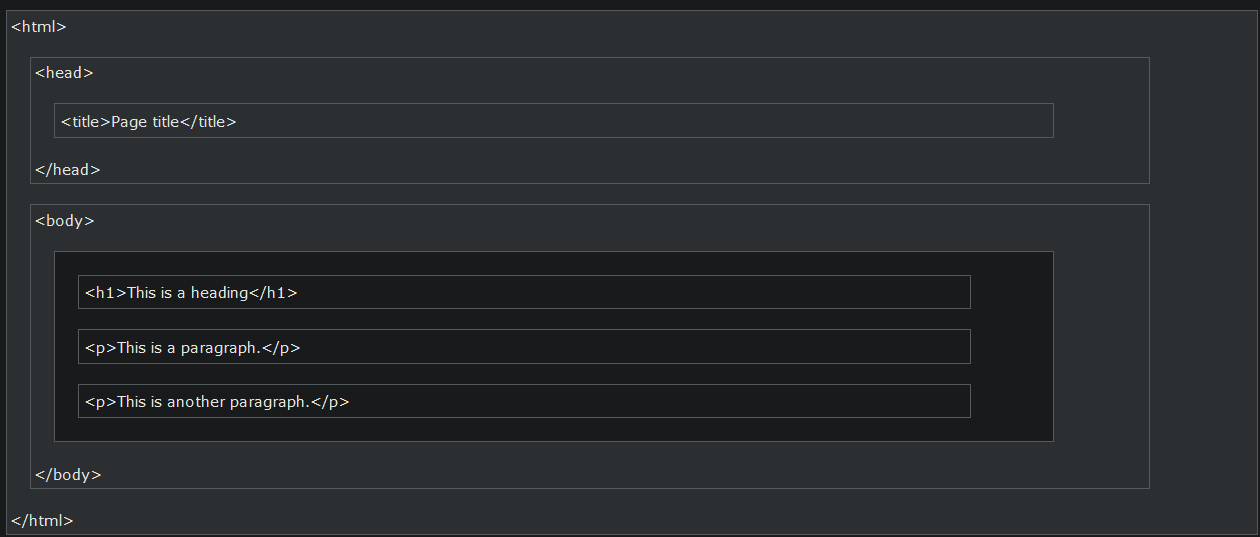 <html>
<head>
<title>Page title</title>
</head>
<body>
<h1>This is a heading</h1>
<p>This is a paragraph.</p>
<p>This is another paragraph.</p>
</body>
</html>